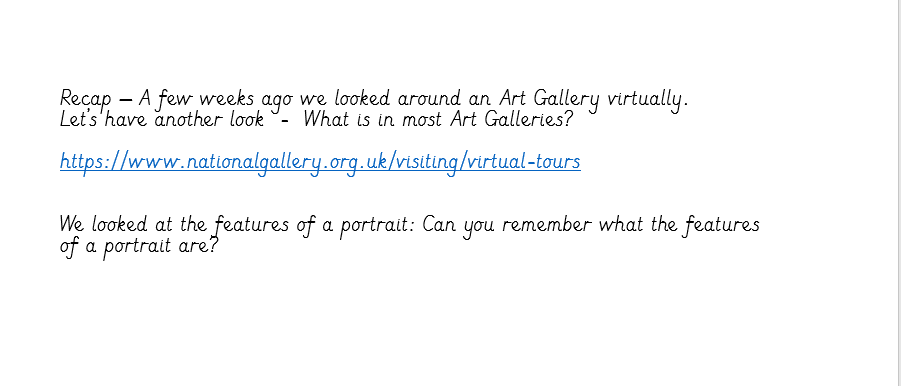 Recap – A few weeks ago we looked around an Art Gallery virtually.
Let's have another look  -  What is in most Art Galleries?
https://www.nationalgallery.org.uk/visiting/virtual-tours
We looked at the features of a portrait: Can you remember what the features
of a portrait are?